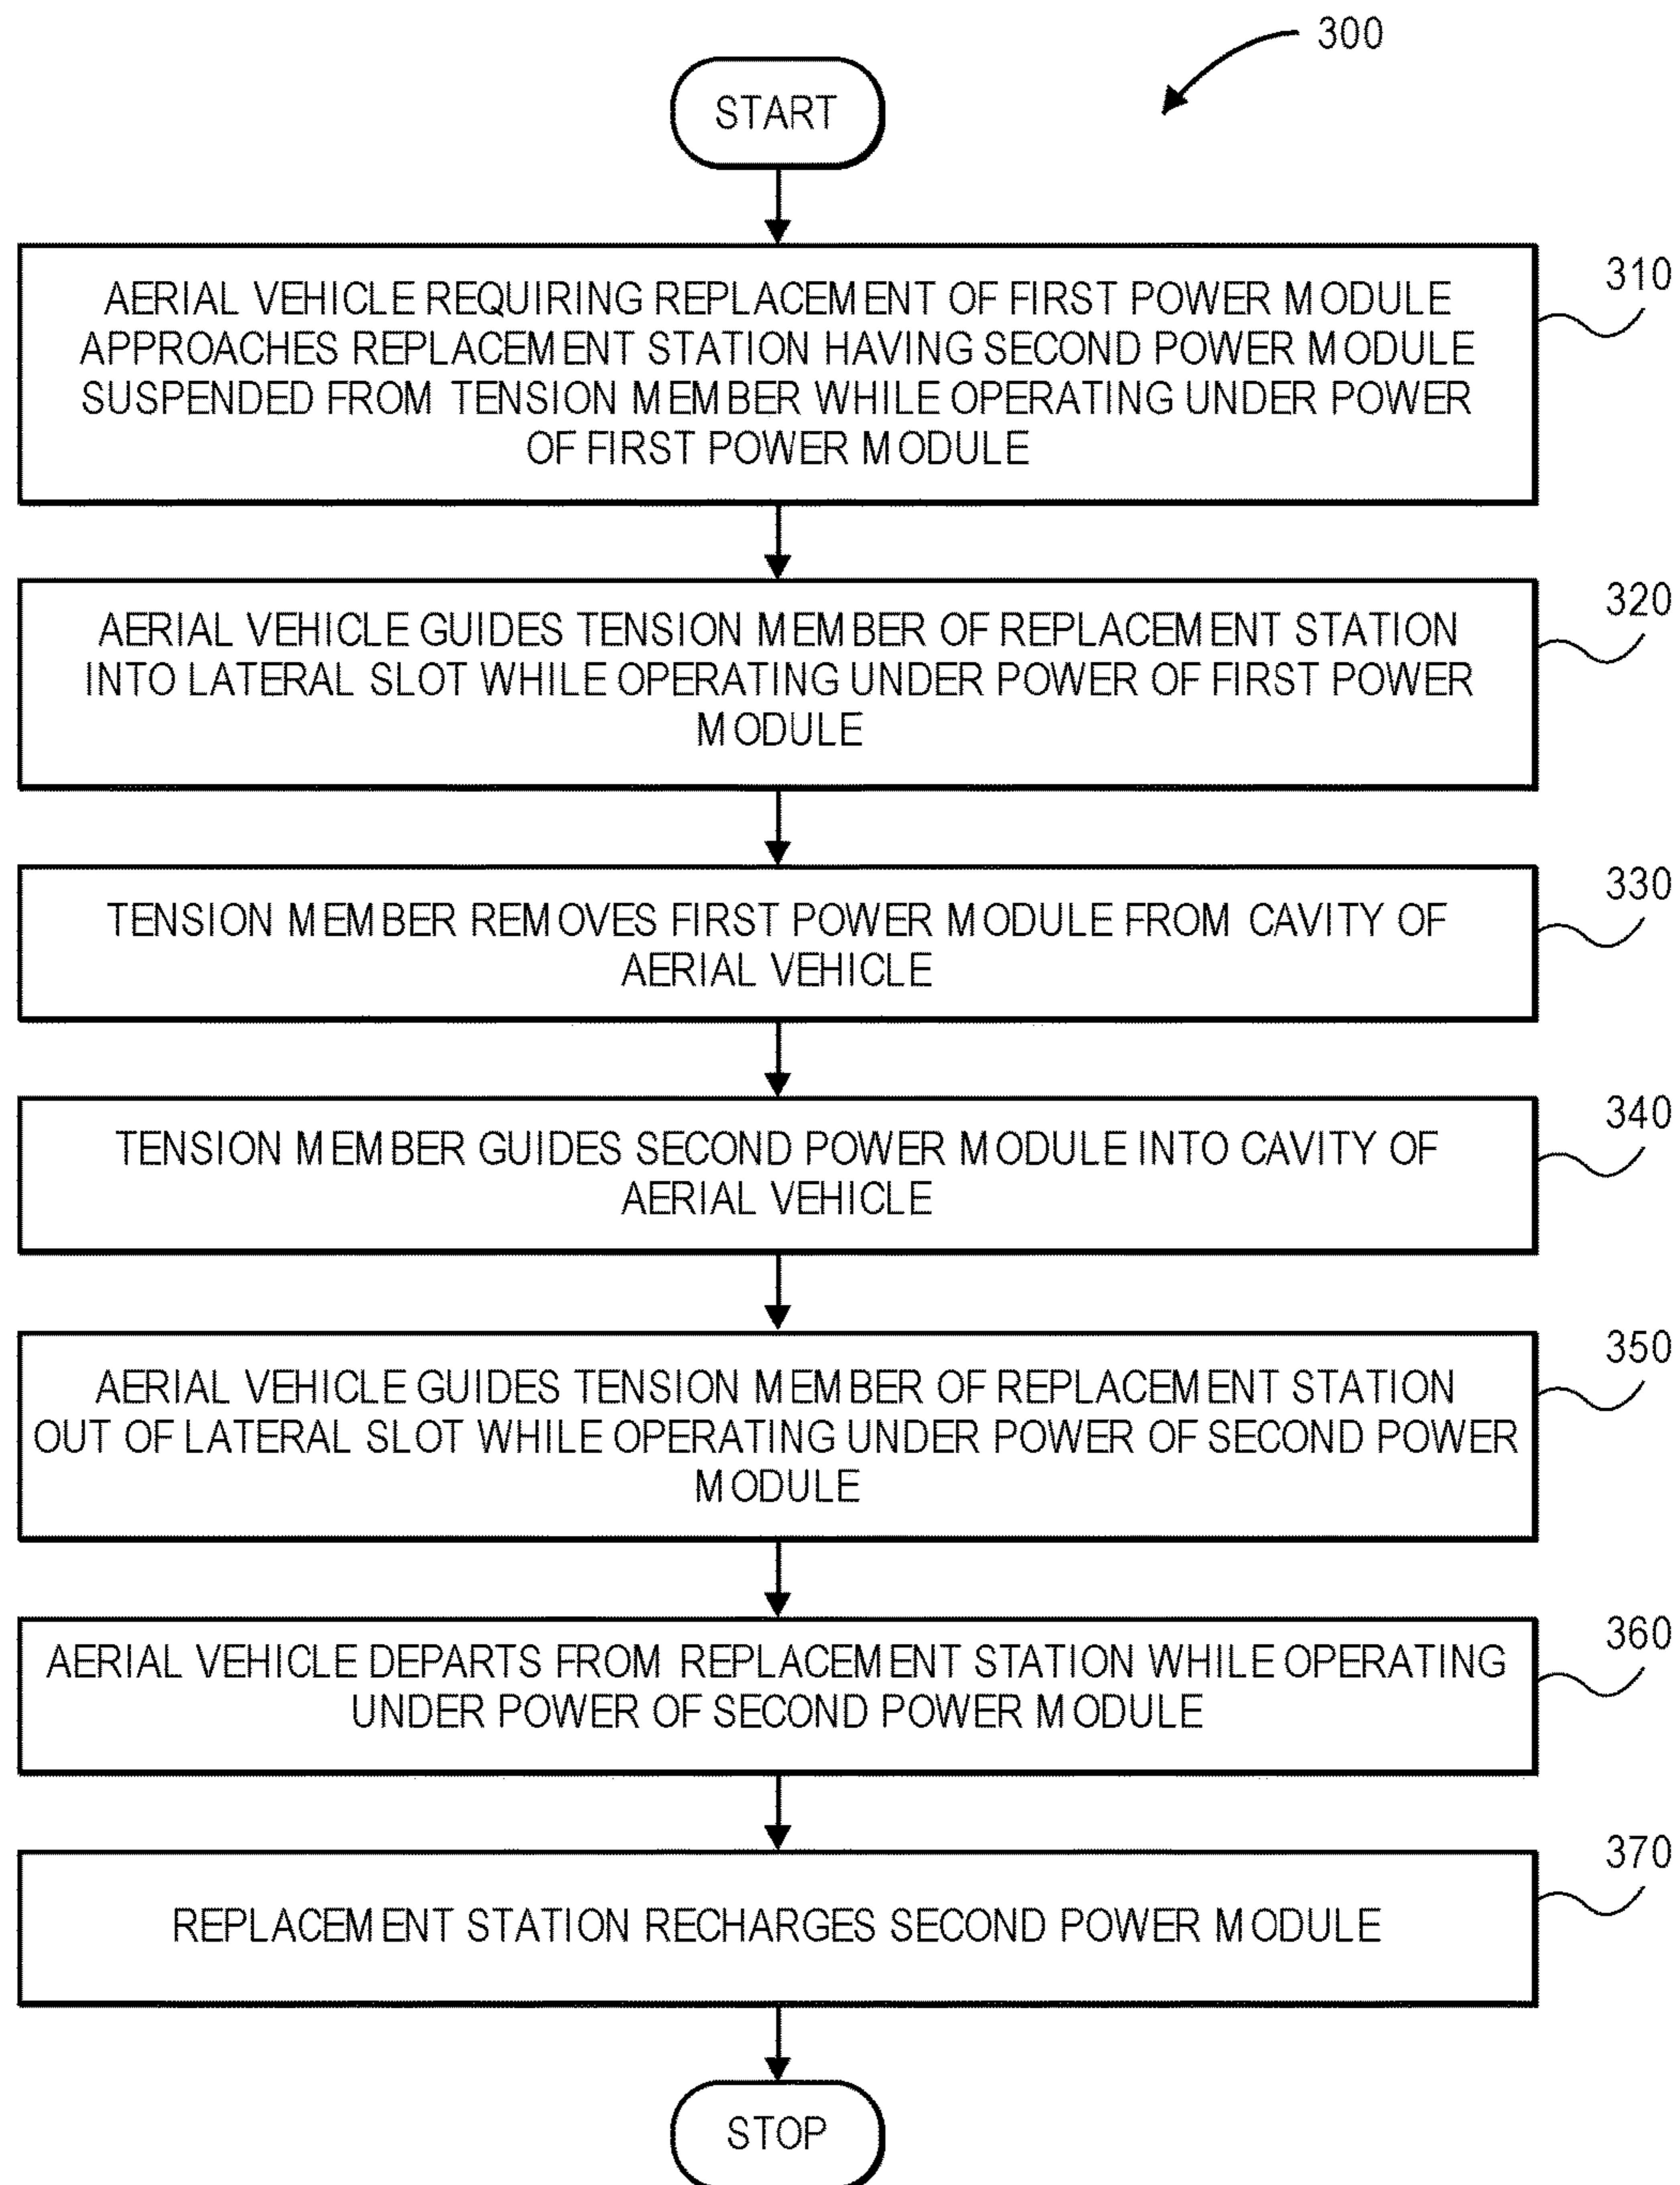 300
START
310
AERIAL VEHICLE REQUIRING REPLACEMENT OF FIRST POWER MODULE
APPROACHES REPLACEMENT STATION HAVING SECOND POWER MODULE
SUSPENDED FROM TENSION MEMBER WHILE OPERATING UNDER POWER
OF FIRST POWER MODULE
320
AERIAL VEHICLE GUIDES TENSION MEMBER OF REPLACEMENT STATION
INTO LATERAL SLOT WHILE OPERATING UNDER POWER OF FIRST POWER
MODULE
330
TENSION MEMBER REMOVES FIRST POWER MODULE FROM CAVITY OF
AERIAL VEHICLE
340
TENSION MEMBER GUIDES SECOND POWER MODULE INTO CAVITY OF
AERIAL VEHICLE
350
AERIAL VEHICLE GUIDES TENSION MEMBER OF REPLACEMENT STATION
OUT OF LATERAL SLOT WHILE OPERATING UNDER POWER OF SECOND POWER
MODULE
360
AERIAL VEHICLE DEPARTS FROM REPLACEMENT STATION WHILE OPERATING
UNDER POWER OF SECOND POWER MODULE
370
REPLACEMENT STATION RECHARGES SECOND POWER MODULE
STOP